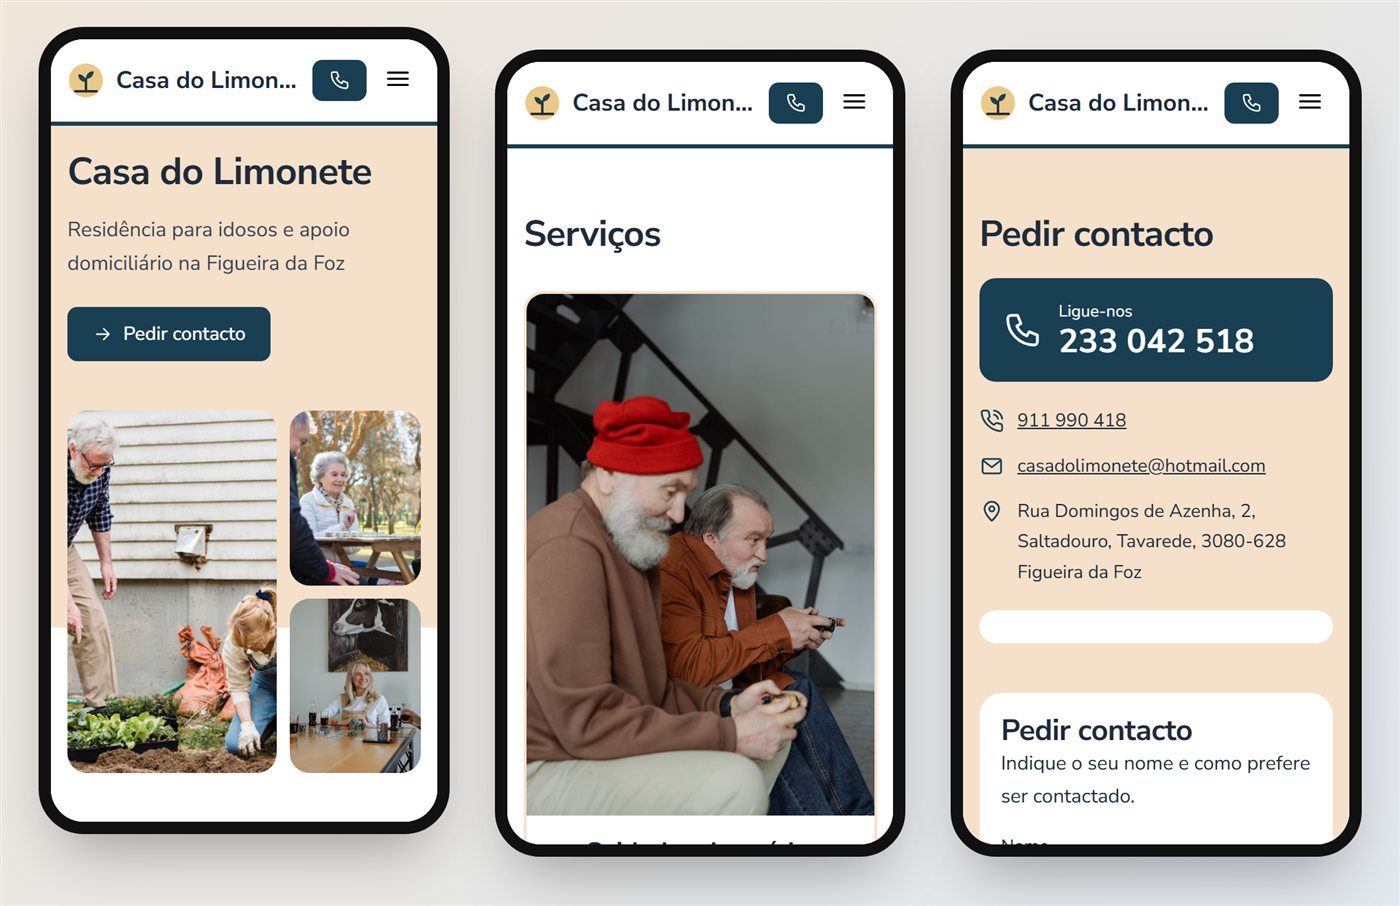 Casa do Limon...
Casa do Limonete
Residência para idosos e apoio
domiciliário na Figueira da Foz
Pedir contacto
Casa do Limon...
Serviços
Casa do Limon...
Pedir contacto
Ligue-nos
233 042 518
911 990 418
casadolimonete@hotmail.com
Rua Domingos de Azenha, 2,
Saltadouro, Tavarede, 3080-628
Figueira da Foz
Pedir contacto
Indique o seu nome e como prefere
ser contactado.
Nome